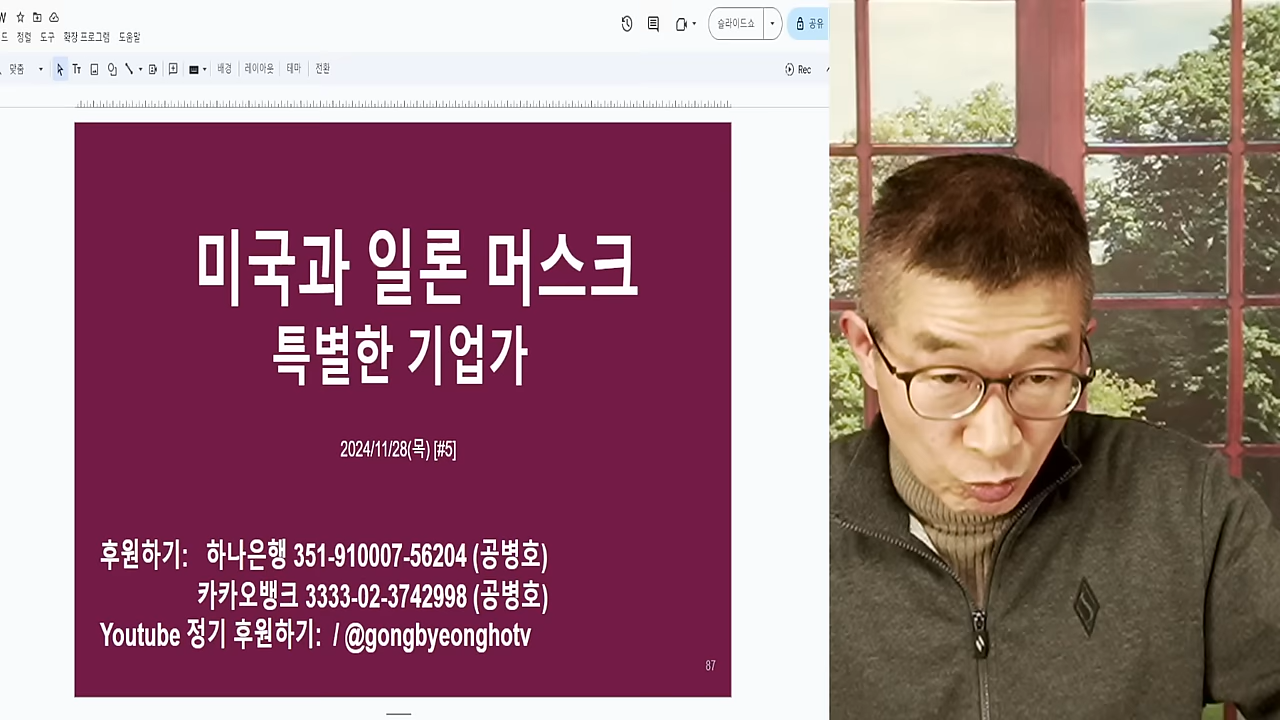 정렬 도구 확장 프로그램 도움말
슬라이드쇼
공유
맞춤
Tт
배경 레이아웃 테마 전환
Rec
미국과 일론 머스크
특별한 기업가
2024/11/28(목) [#5]
후원하기: 하나은행 351-910007-56204 (공병호)
카카오뱅크 3333-02-3742998 (공병호)
Youtube 정기 후원하기: / @gongbyeonghotv
87